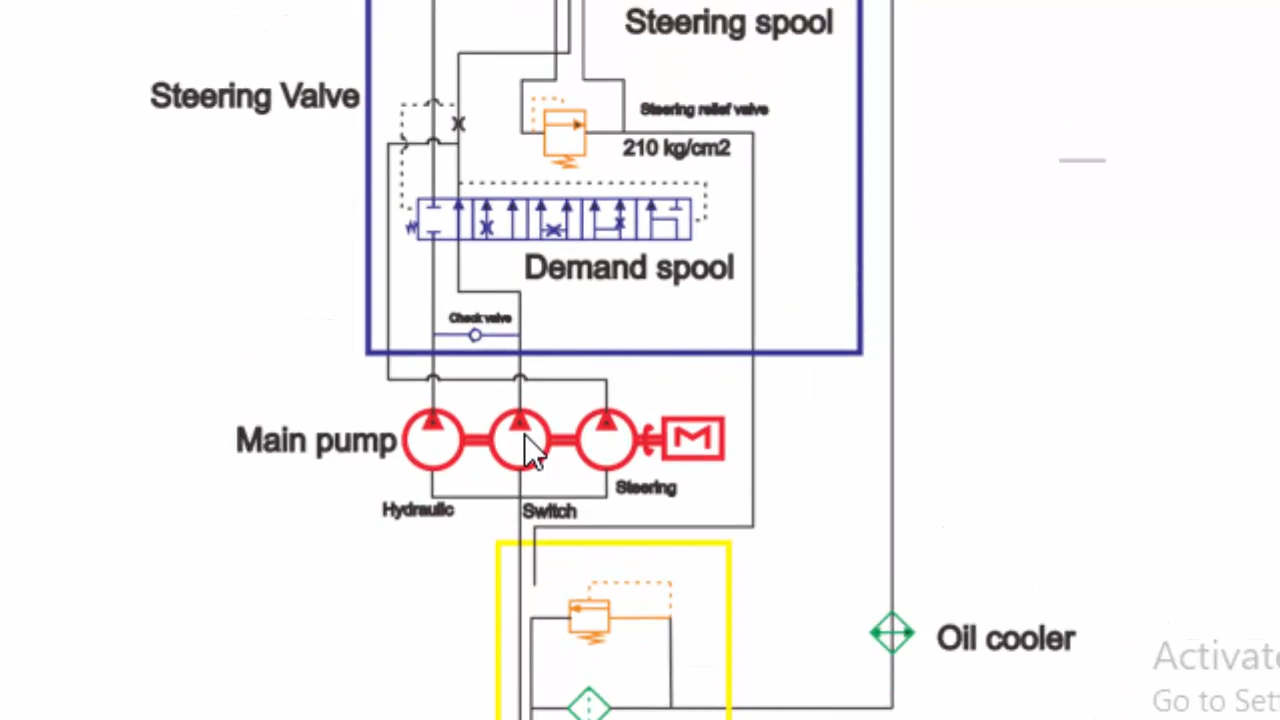 Steering spool
Steering Valve
Steering relief valve
210 kg/cm2
Demand spool
Check valve
Main pump
M
Steering
Hydraulic
Switch
Oil cooler
Activate
Go to Set